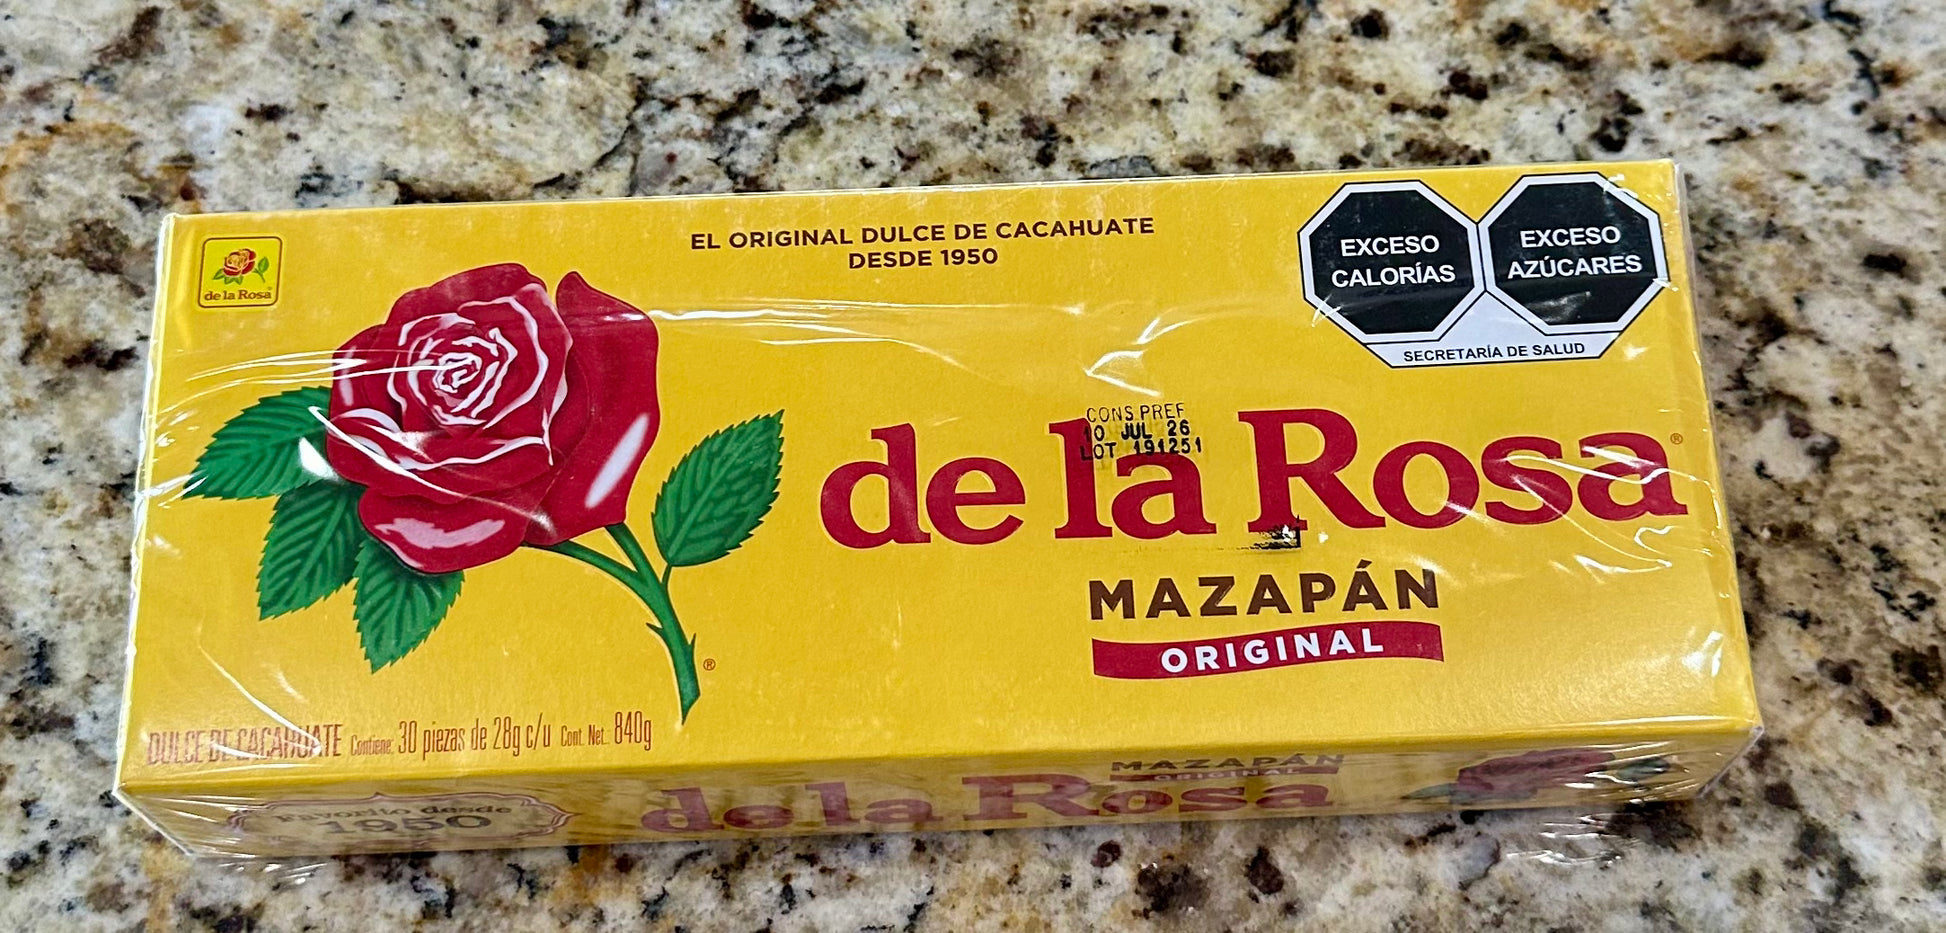 de la Rosa
EL ORIGINAL DULCE DE CACAHUATE
DESDE 1950
EXCESO
CALORÍAS
EXCESO
AZÚCARES
SECRETARÍA DE SALUD
CONS PREF
10 JUL 26
LOT 191251
de la Rosa®
MAZAPÁN
ORIGINAL
®
DULCE DE CACAHUATE Contiene: 30 piezas de 28g c/u Cont. Net.: 840g
Favorito desde
1950
MAZAPÁN
ORIGINAL
de la Rosa